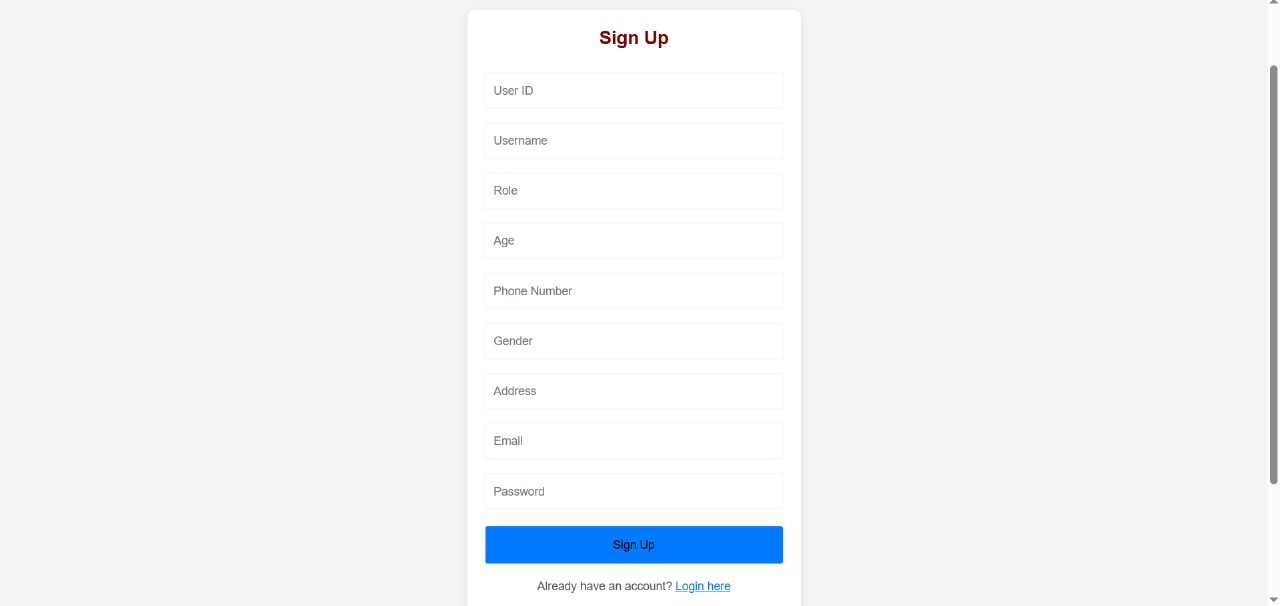 Sign Up
User ID
Username
Role
Age
Phone Number
Gender
Address
Email
Password
Sign Up
Already have an account? Login here